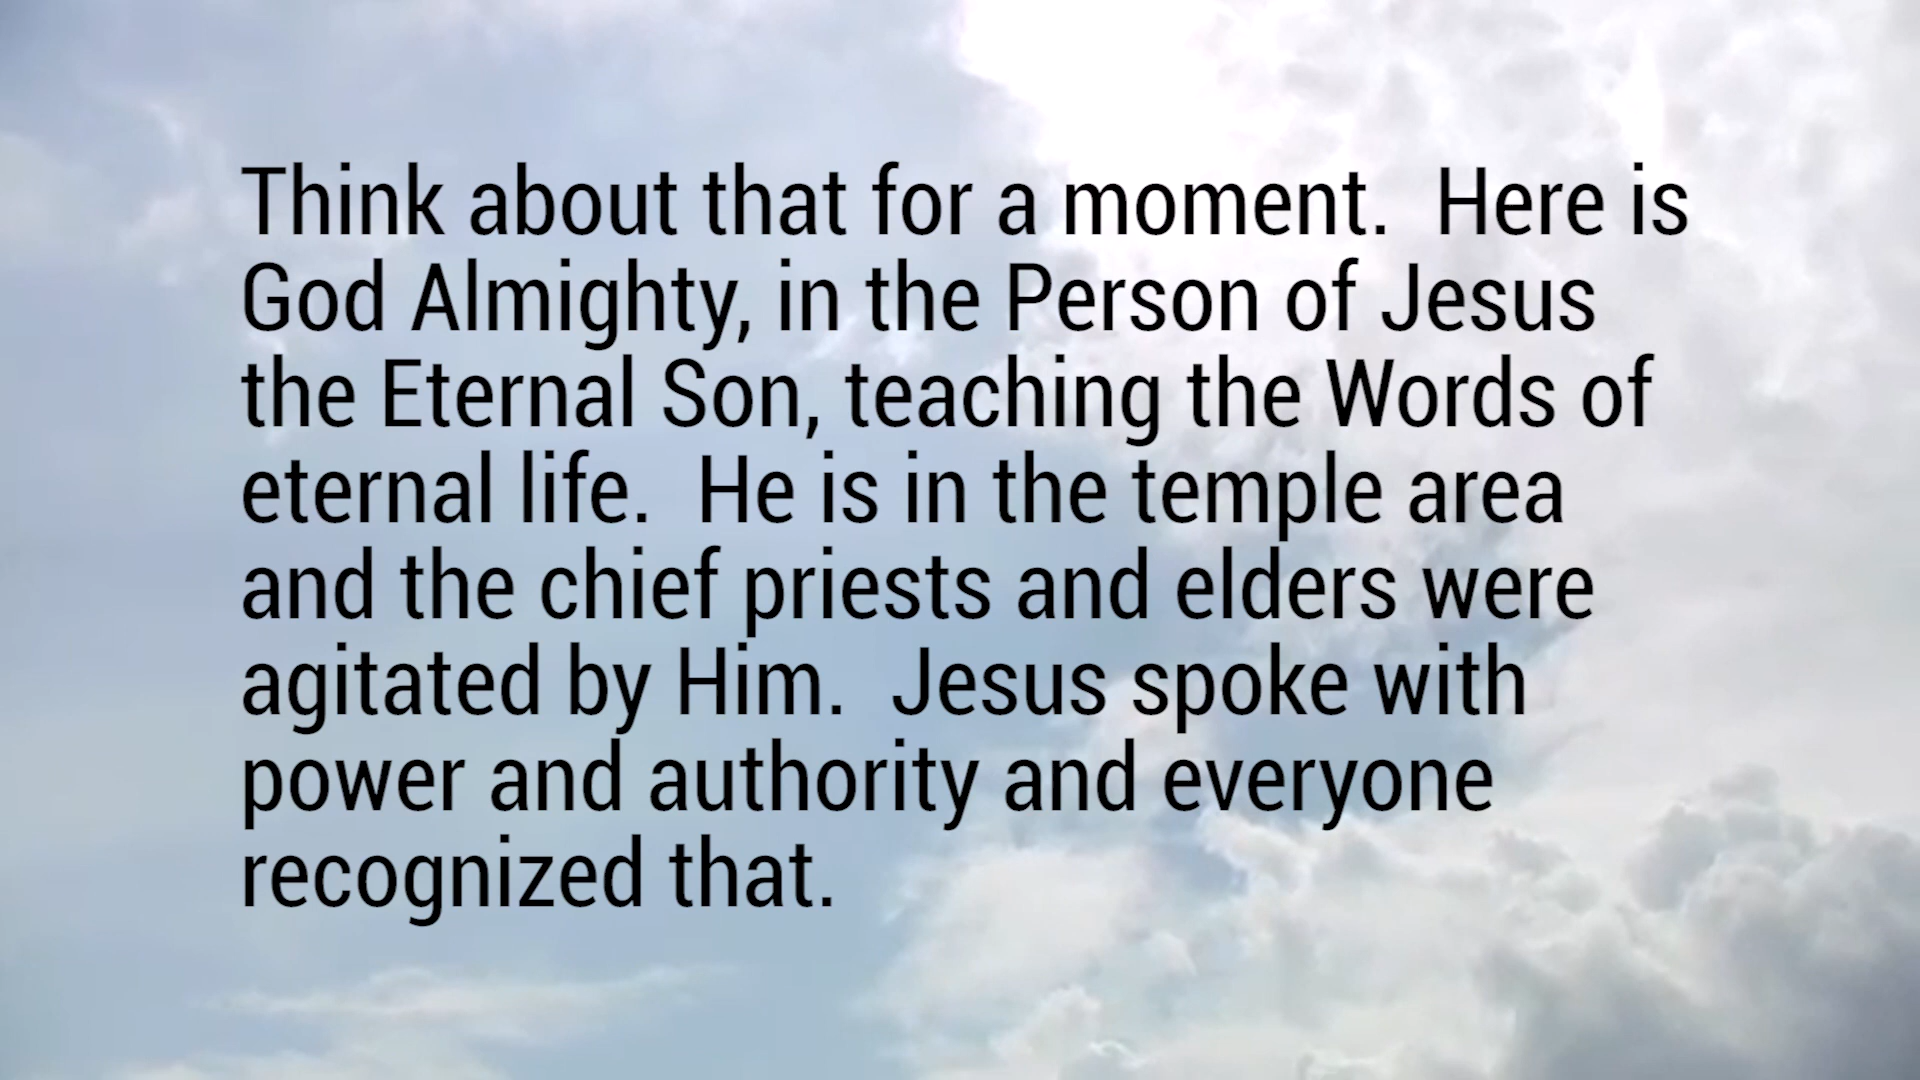 Think about that for a moment.  Here is
God Almighty, in the Person of Jesus
the Eternal Son, teaching the Words of
eternal life.  He is in the temple area
and the chief priests and elders were
agitated by Him.  Jesus spoke with
power and authority and everyone
recognized that.